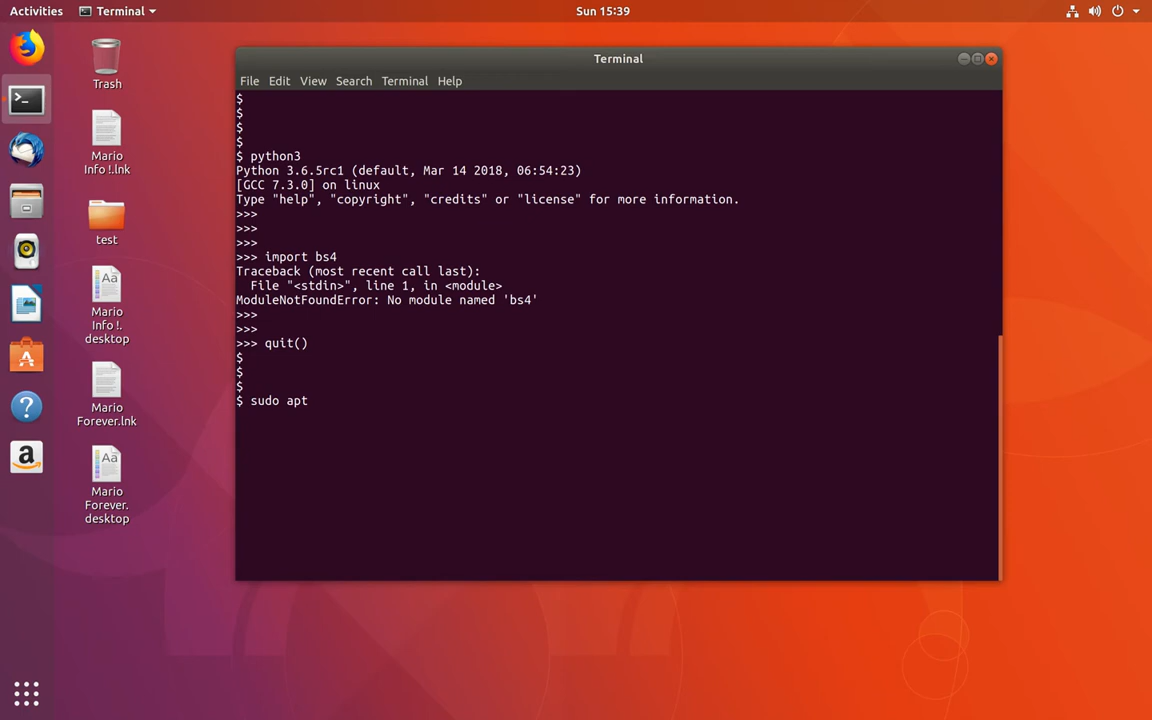 Activities Terminal Sun 15:39
Trash
Mario
Info !.lnk
test
Mario
Info !.
desktop
Mario
Forever.lnk
Mario
Forever.
desktop
Terminal
File Edit View Search Terminal Help
$
$
$
$
$ python3
Python 3.6.5rc1 (default, Mar 14 2018, 06:54:23)
[GCC 7.3.0] on linux
Type "help", "copyright", "credits" or "license" for more information.
>>>
>>>
>>>
>>> import bs4
Traceback (most recent call last):
  File "<stdin>", line 1, in <module>
ModuleNotFoundError: No module named 'bs4'
>>>
>>>
>>> quit()
$
$
$
$ sudo apt